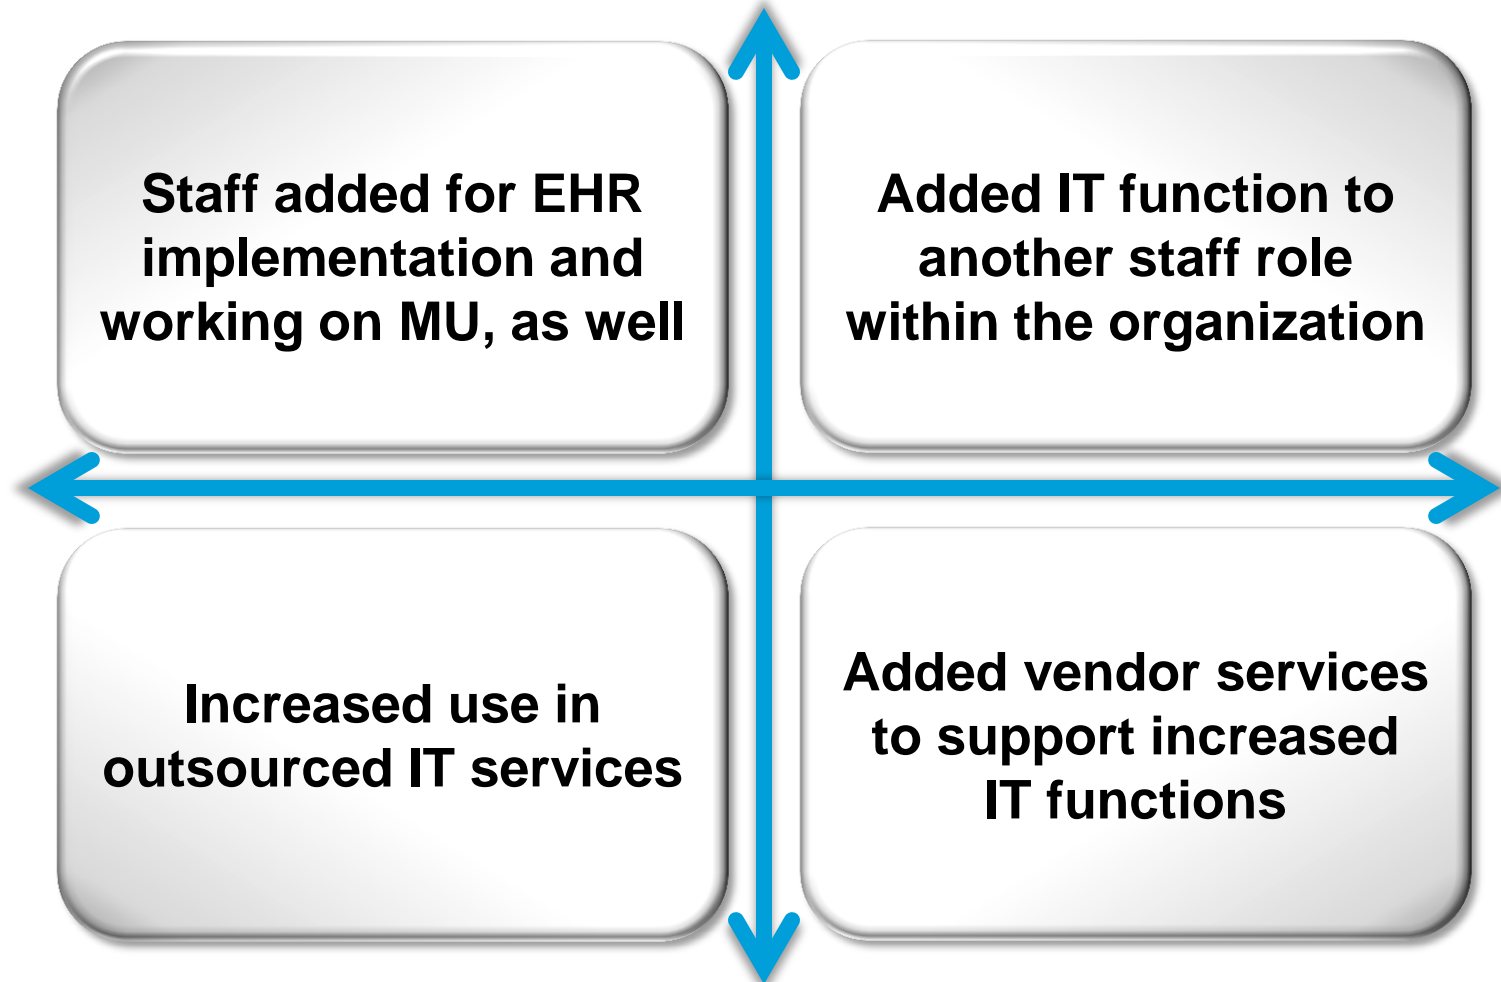 Staff added for EHR
implementation and
working on MU, as well
Added IT function to
another staff role
within the organization
Increased use in
outsourced IT services
Added vendor services
to support increased
IT functions